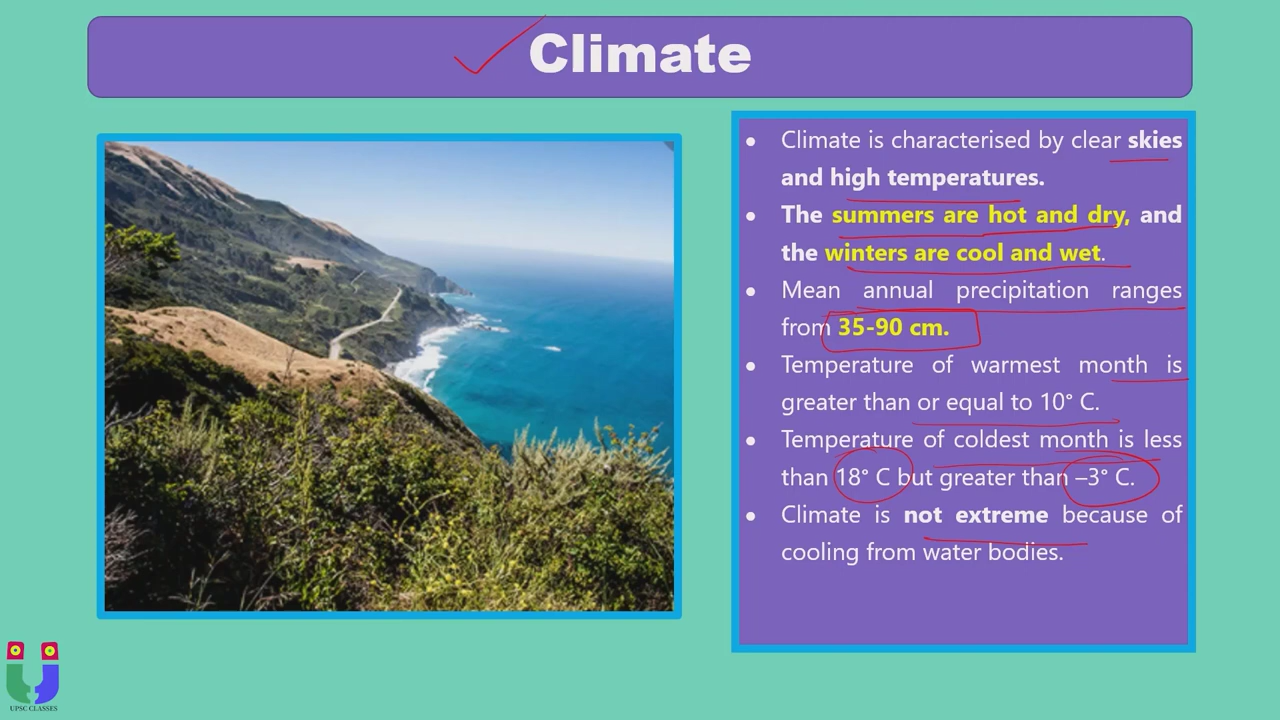 Climate
• Climate is characterised by clear skies
and high temperatures.
• The summers are hot and dry, and
the winters are cool and wet.
• Mean annual precipitation ranges
from 35-90 cm.
• Temperature of warmest month is
greater than or equal to 10° C.
• Temperature of coldest month is less
than 18° C but greater than –3° C.
• Climate is not extreme because of
cooling from water bodies.
UPSC CLASSES